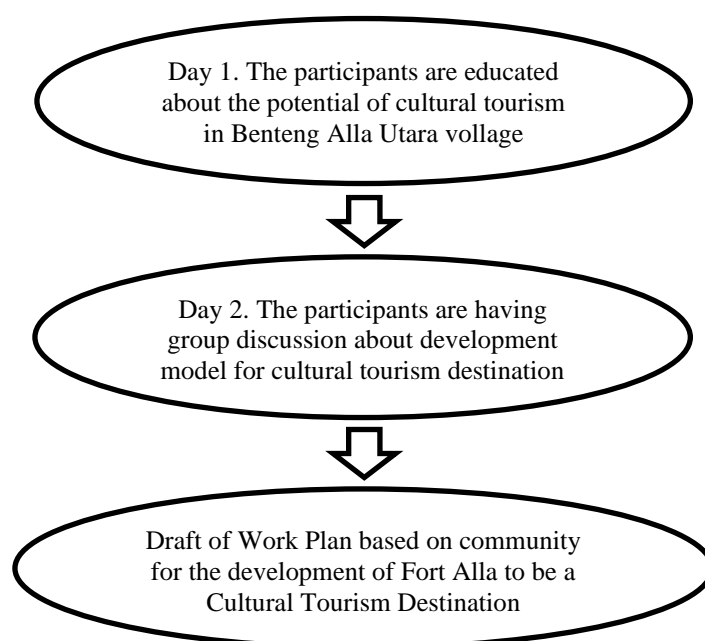 Day 1. The participants are educated
about the potential of cultural tourism
in Benteng Alla Utara vollage
Day 2. The participants are having
group discussion about development
model for cultural tourism destination
Draft of Work Plan based on community
for the development of Fort Alla to be a
Cultural Tourism Destination